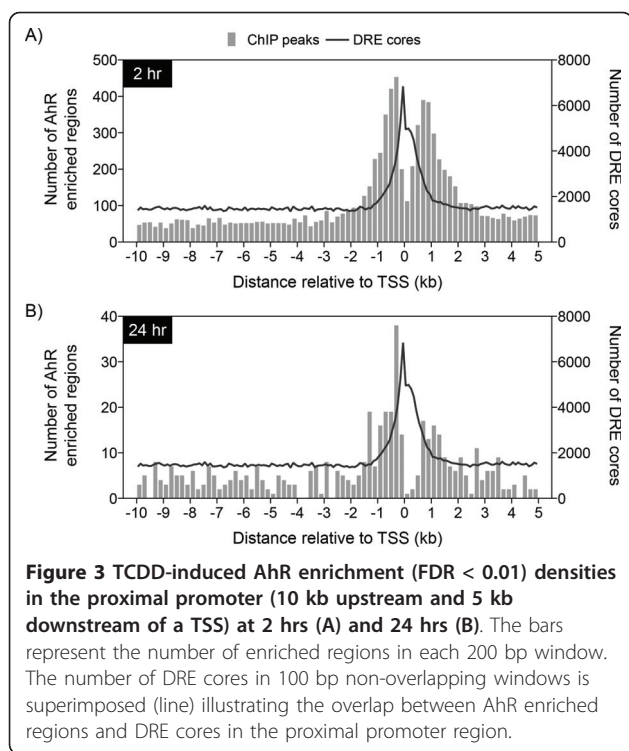 A)
ChIP peaks DRE cores
2 hr
500
400
300
200
100
0
Number of AhR
enriched regions
8000
6000
4000
2000
0
Number of DRE cores
-10 -9 -8 -7 -6 -5 -4 -3 -2 -1 0 1 2 3 4 5
Distance relative to TSS (kb)
B)
24 hr
40
30
20
10
0
Number of AhR
enriched regions
8000
6000
4000
2000
0
Number of DRE cores
-10 -9 -8 -7 -6 -5 -4 -3 -2 -1 0 1 2 3 4 5
Distance relative to TSS (kb)
Figure 3 TCDD-induced AhR enrichment (FDR < 0.01) densities
in the proximal promoter (10 kb upstream and 5 kb
downstream of a TSS) at 2 hrs (A) and 24 hrs (B). The bars
represent the number of enriched regions in each 200 bp window.
The number of DRE cores in 100 bp non-overlapping windows is
superimposed (line) illustrating the overlap between AhR enriched
regions and DRE cores in the proximal promoter region.